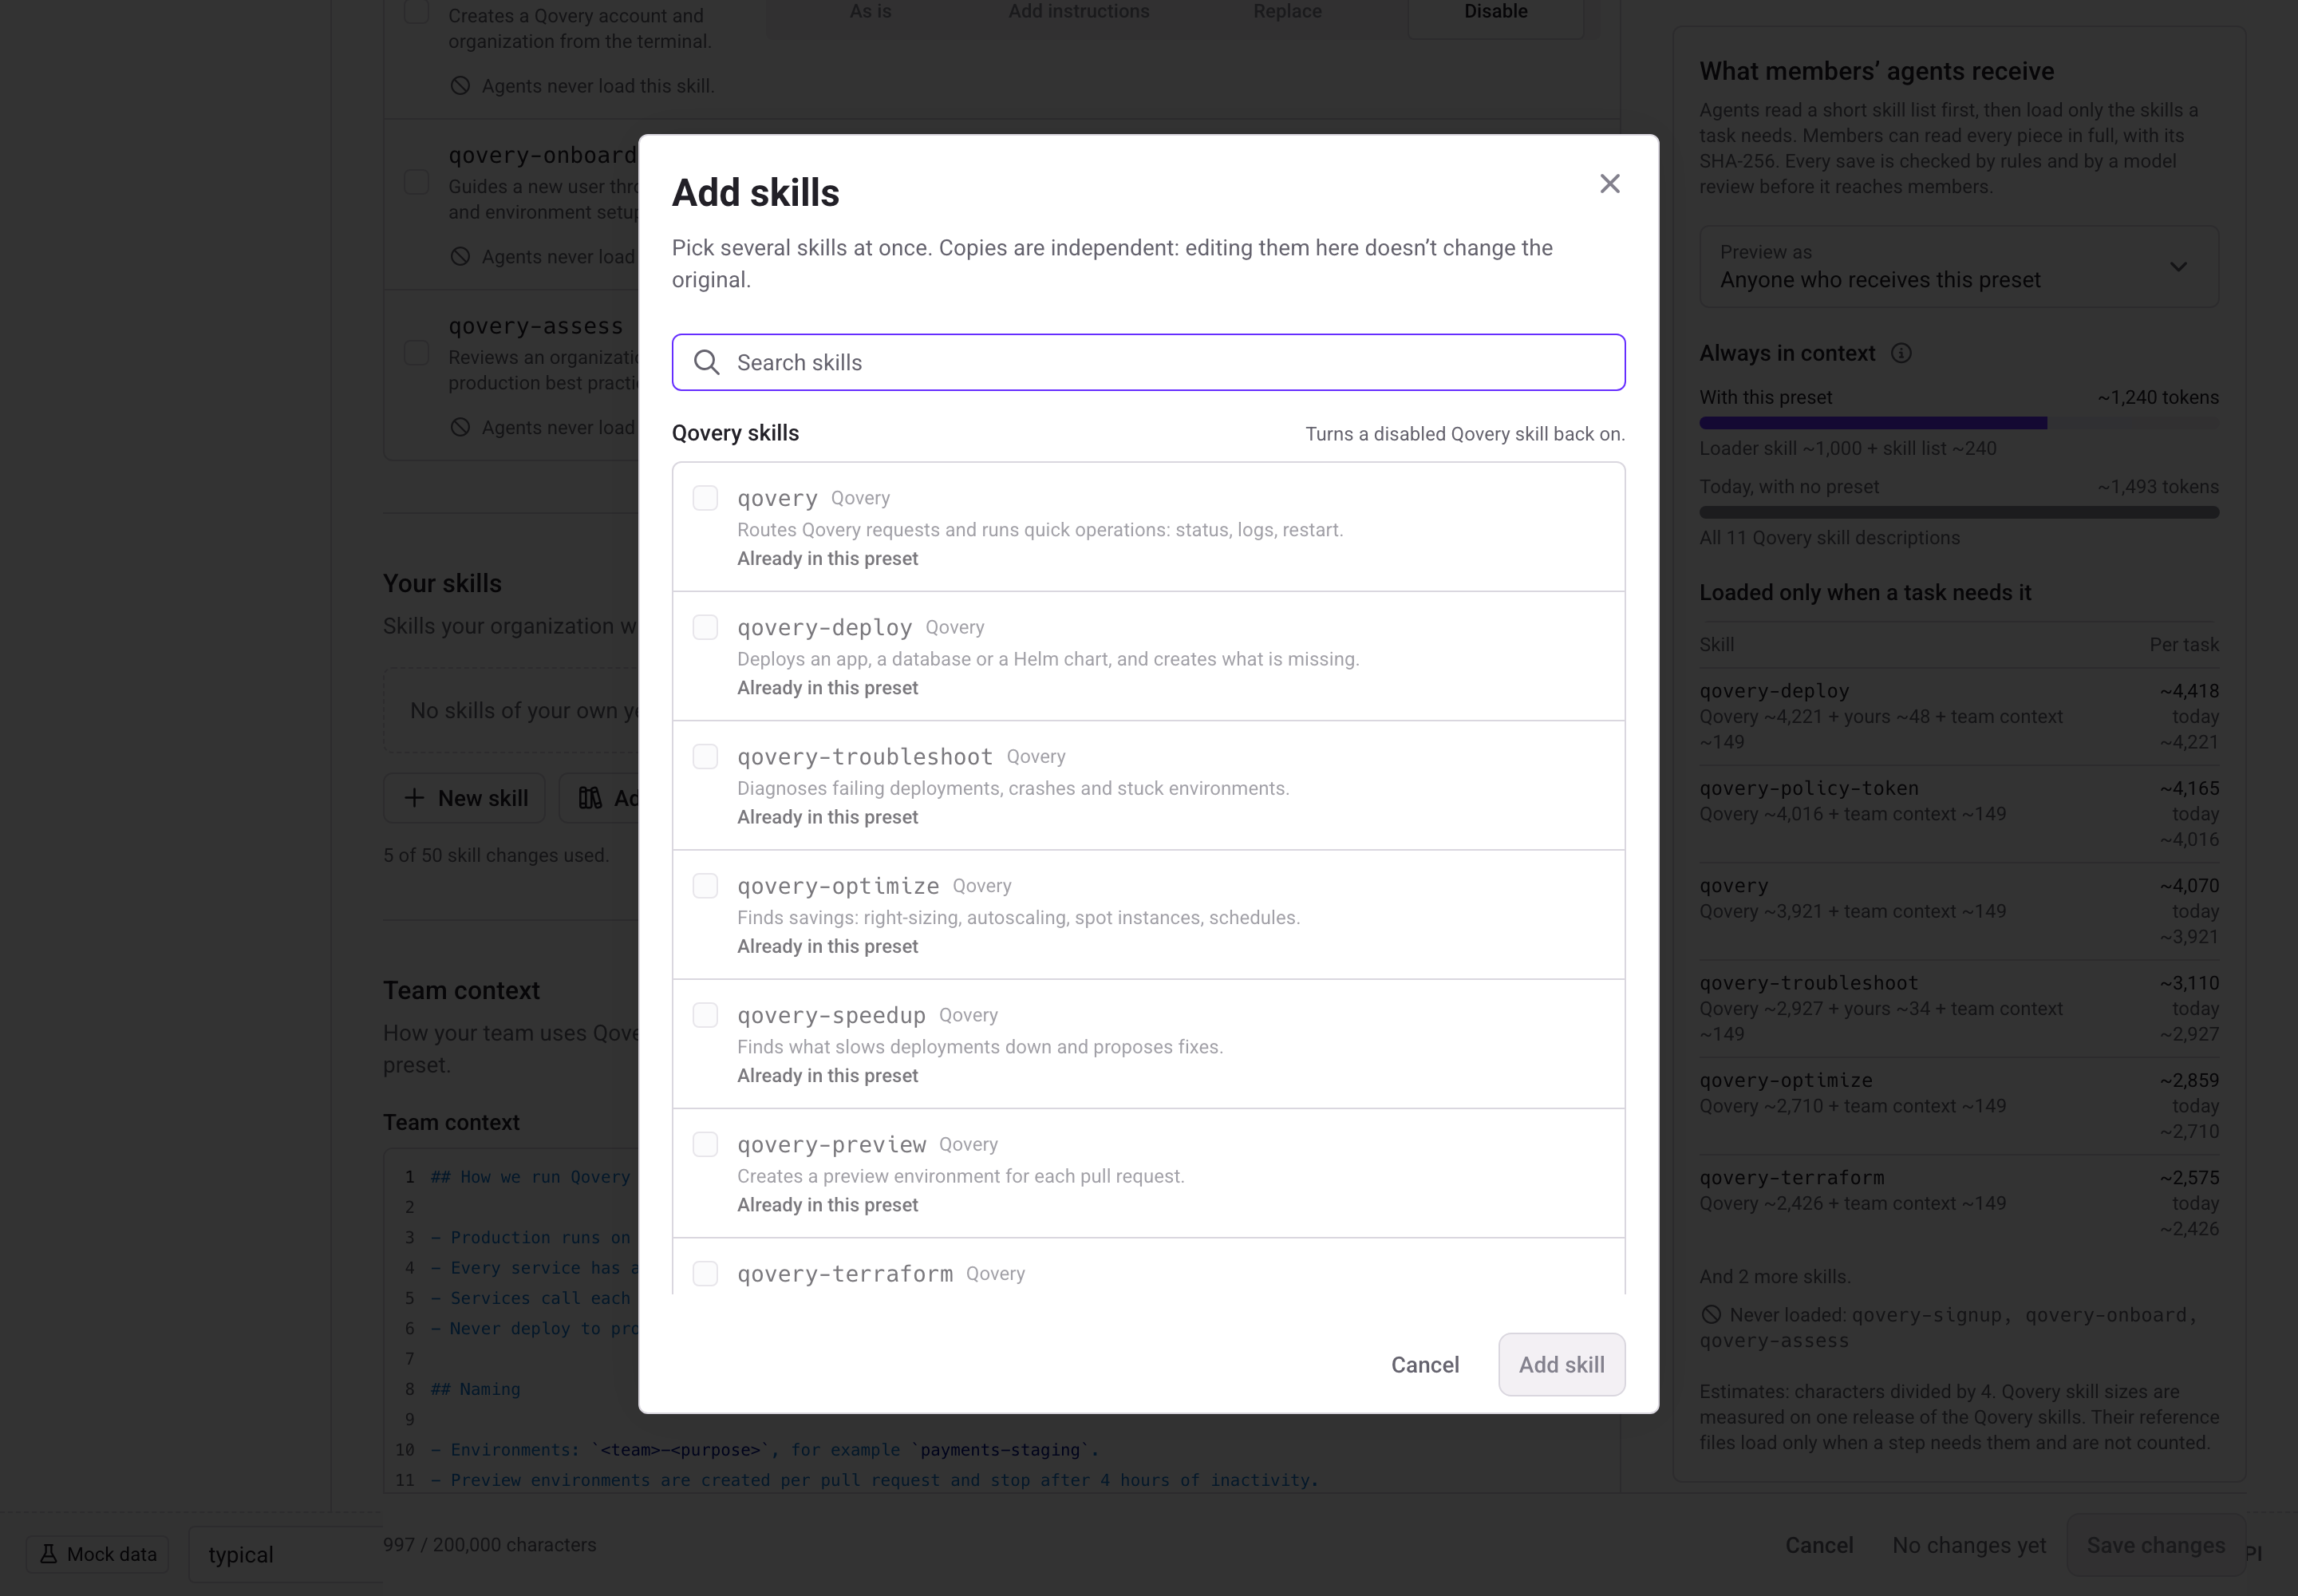 Creates a Qovery account and
organization from the terminal.
Agents never load this skill.
As is
Add instructions
Replace
Disable
qovery-onboard
Guides a new user thr
and environment setup
Agents never load
qovery-assess
Reviews an organizati
production best practi
Agents never load
Your skills
Skills your organization w
No skills of your own ye
New skill
Ad
5 of 50 skill changes used.
Team context
How your team uses Qove
preset.
Team context
1 ## How we run Qovery
2
3 - Production runs on
4 - Every service has a
5 - Services call each
6 - Never deploy to pro
7
8 ## Naming
9
10 - Environments: `<team>-<purpose>`, for example `payments-staging`.
11 - Preview environments are created per pull request and stop after 4 hours of inactivity.
Add skills
Pick several skills at once. Copies are independent: editing them here doesn’t change the
original.
Search skills
Qovery skills
Turns a disabled Qovery skill back on.
qovery Qovery
Routes Qovery requests and runs quick operations: status, logs, restart.
Already in this preset
qovery-deploy Qovery
Deploys an app, a database or a Helm chart, and creates what is missing.
Already in this preset
qovery-troubleshoot Qovery
Diagnoses failing deployments, crashes and stuck environments.
Already in this preset
qovery-optimize Qovery
Finds savings: right-sizing, autoscaling, spot instances, schedules.
Already in this preset
qovery-speedup Qovery
Finds what slows deployments down and proposes fixes.
Already in this preset
qovery-preview Qovery
Creates a preview environment for each pull request.
Already in this preset
qovery-terraform Qovery
Cancel
Add skill
What members’ agents receive
Agents read a short skill list first, then load only the skills a
task needs. Members can read every piece in full, with its
SHA-256. Every save is checked by rules and by a model
review before it reaches members.
Preview as
Anyone who receives this preset
Always in context
With this preset ~1,240 tokens
Loader skill ~1,000 + skill list ~240
Today, with no preset ~1,493 tokens
All 11 Qovery skill descriptions
Loaded only when a task needs it
Skill Per task
qovery-deploy ~4,418
Qovery ~4,221 + yours ~48 + team context today
~149 ~4,221
qovery-policy-token ~4,165
Qovery ~4,016 + team context ~149 today
~4,016
qovery ~4,070
Qovery ~3,921 + team context ~149 today
~3,921
qovery-troubleshoot ~3,110
Qovery ~2,927 + yours ~34 + team context today
~149 ~2,927
qovery-optimize ~2,859
Qovery ~2,710 + team context ~149 today
~2,710
qovery-terraform ~2,575
Qovery ~2,426 + team context ~149 today
~2,426
And 2 more skills.
Never loaded: qovery-signup, qovery-onboard,
qovery-assess
Estimates: characters divided by 4. Qovery skill sizes are
measured on one release of the Qovery skills. Their reference
files load only when a step needs them and are not counted.
Mock data
typical
997 / 200,000 characters
Cancel
No changes yet
Save changes
PI